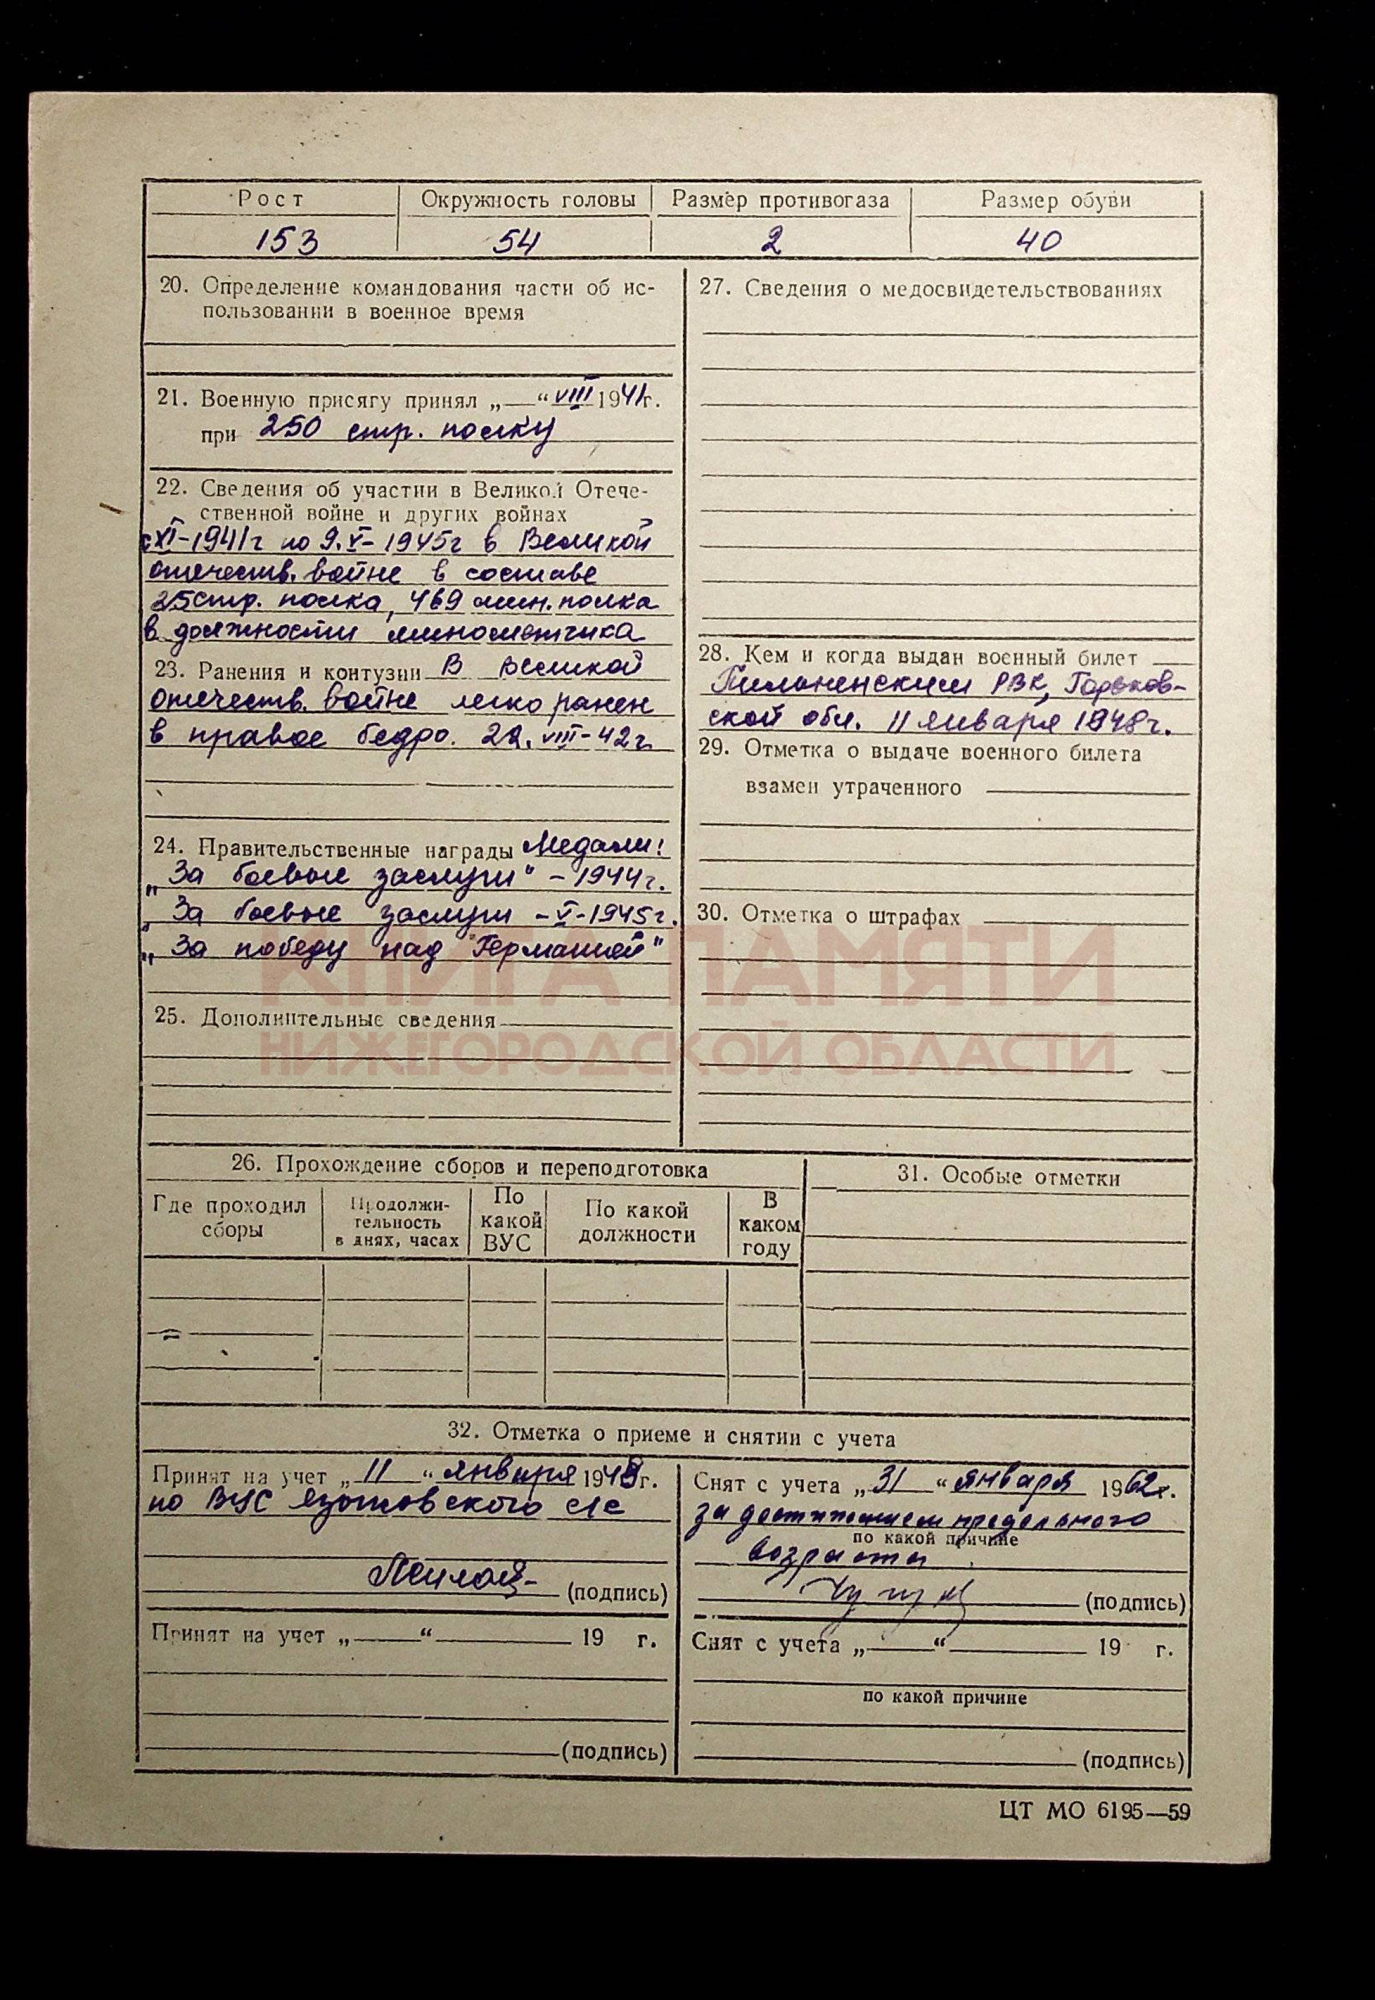 Рост Окружность головы Размер противогаза Размер обуви
153 54 2 40
20. Определение командования части об ис-
пользовании в военное время
21. Военную присягу принял „—“ VIII 1941г.
при 250 стр. полку
22. Сведения об участии в Великой Отече-
ственной войне и других войнах
с XI-1941г по 9.V-1945г в Великой
отечеств. войне в составе
25 стр. полка, 469 мин. полка
в должности минометчика
23. Ранения и контузии В Великой
отечеств. войне легко ранен
в правое бедро. 22.VIII-42г.
24. Правительственные награды Медали:
„За боевые заслуги" - 1944г.
„За боевые заслуги - V-1945г.
„За победу над Германией"
25. Дополнительные сведения
27. Сведения о медосвидетельствованиях
28. Кем и когда выдан военный билет
Пильненским РВК, Горьков-
ской обл. 11 января 1948г.
29. Отметка о выдаче военного билета
взамен утраченного
30. Отметка о штрафах
КНИГА ПАМЯТИ
НИЖЕГОРОДСКОЙ ОБЛАСТИ
26. Прохождение сборов и переподготовка
Где проходил сборы
Продолжи-
тельность
в днях, часах
По
какой
ВУС
По какой
должности
В
каком
году
31. Особые отметки
32. Отметка о приеме и снятии с учета
Принят на учет „11“ января 1948г.
по ВУС Язотовского с/с
(подпись)
Снят с учета „31“ января 1962г.
за достижением предельного
по какой причине
возраста
(подпись)
Принят на учет „—“ 19 г.
(подпись)
Снят с учета „—“ 19 г.
по какой причине
(подпись)
ЦТ МО 6195—59